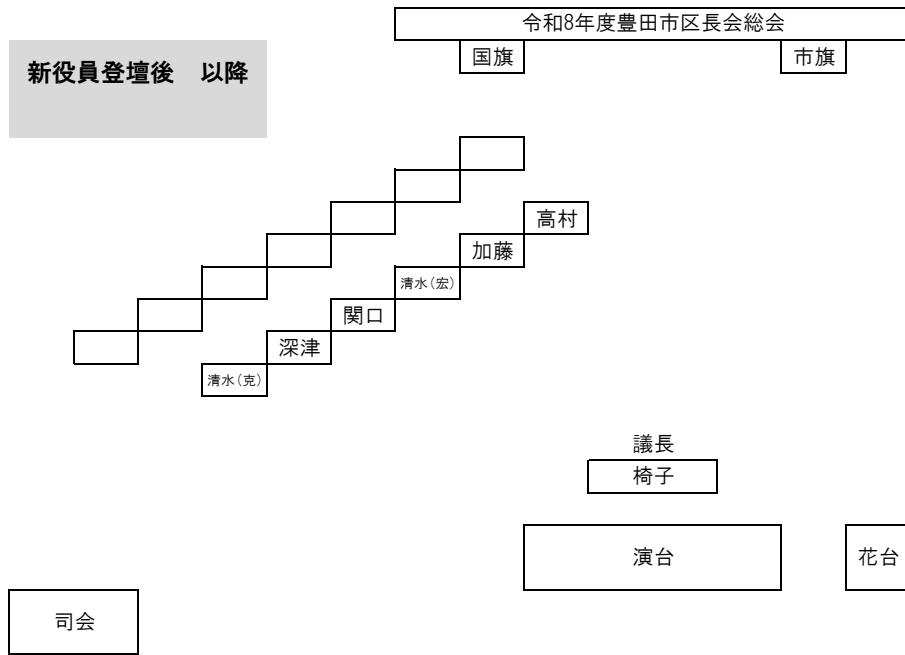 令和8年度豊田市区長会総会
国旗
市旗
新役員登壇後　以降
高村
加藤
清水（宏）
関口
深津
清水（克）
議長
椅子
演台
花台
司会